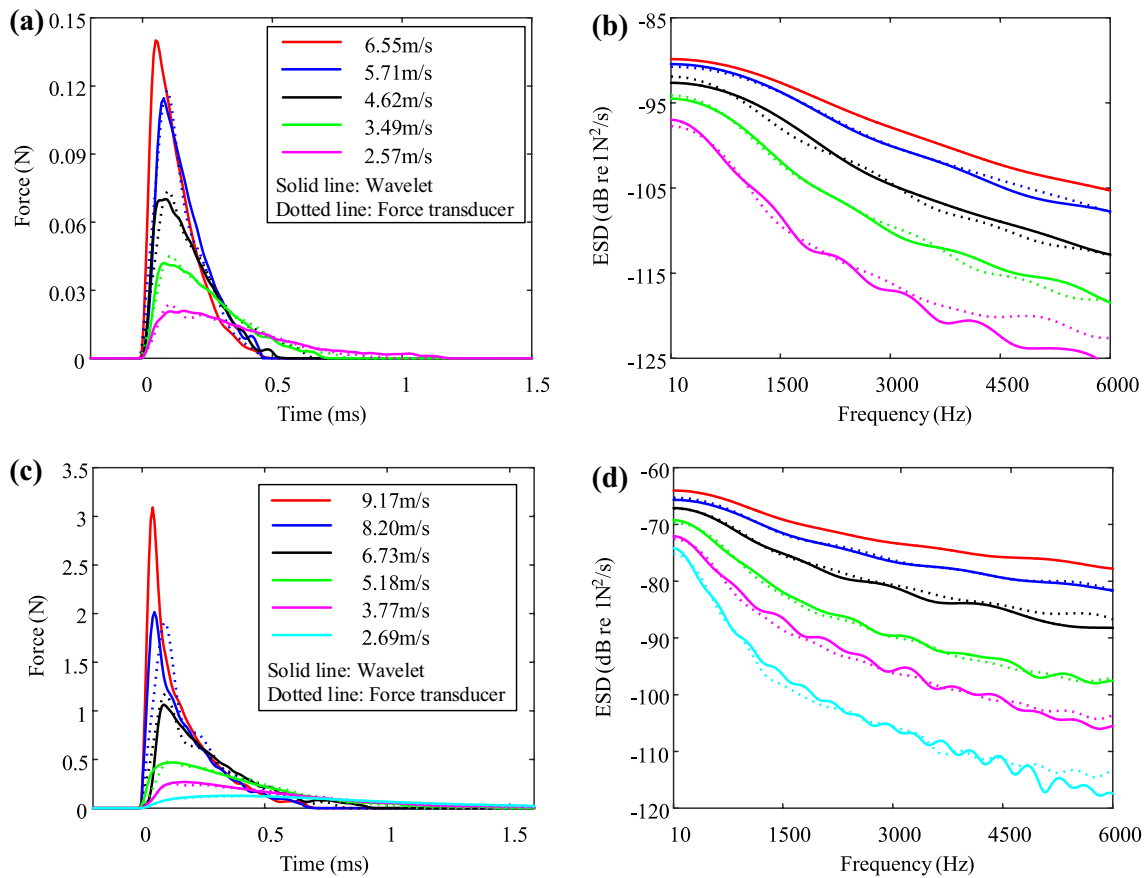 (a)
Force (N)
0.15
0.12
0.09
0.06
0.03
0
6.55m/s
5.71m/s
4.62m/s
3.49m/s
2.57m/s
Solid line: Wavelet
Dotted line: Force transducer
0 0.5 1 1.5
Time (ms)
(b)
ESD (dB re 1N²/s)
-85
-95
-105
-115
-125
10 1500 3000 4500 6000
Frequency (Hz)
(c)
Force (N)
3.5
3
2.5
2
1.5
1
0.5
0
9.17m/s
8.20m/s
6.73m/s
5.18m/s
3.77m/s
2.69m/s
Solid line: Wavelet
Dotted line: Force transducer
0 0.5 1 1.5
Time (ms)
(d)
ESD (dB re 1N²/s)
-60
-70
-80
-90
-100
-110
-120
10 1500 3000 4500 6000
Frequency (Hz)